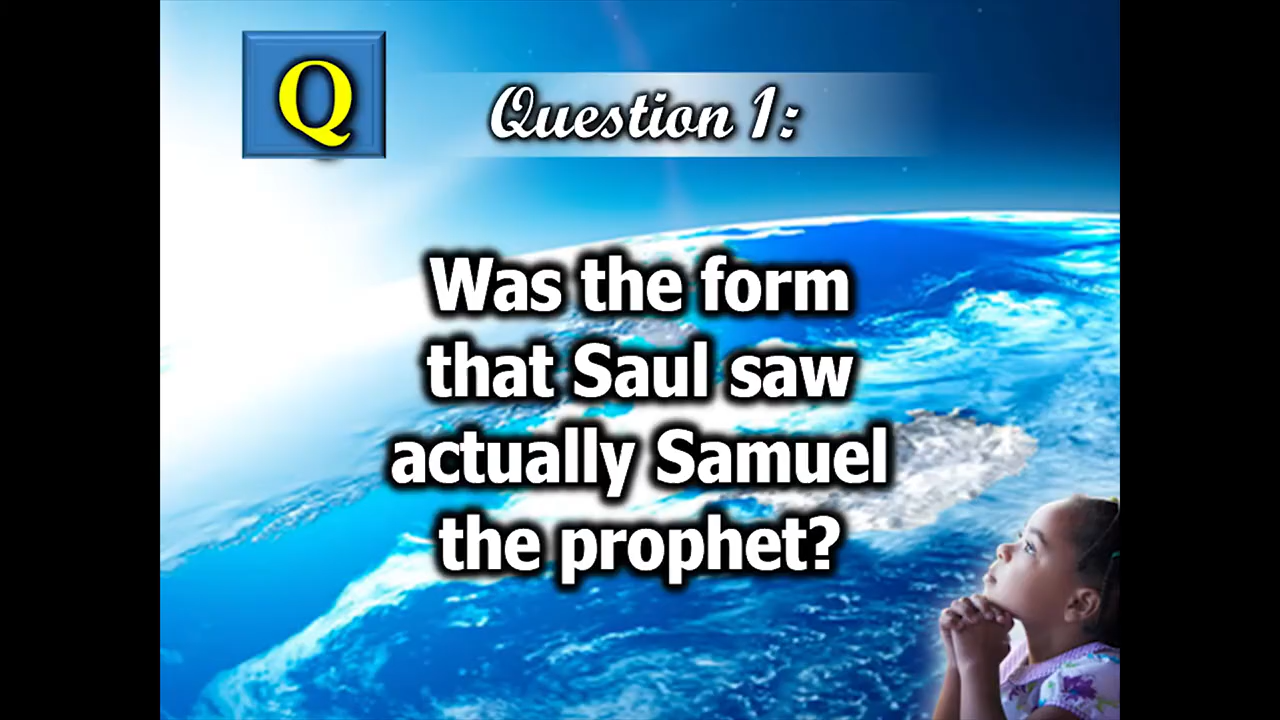 Q
Question 1:
Was the form
that Saul saw
actually Samuel
the prophet?